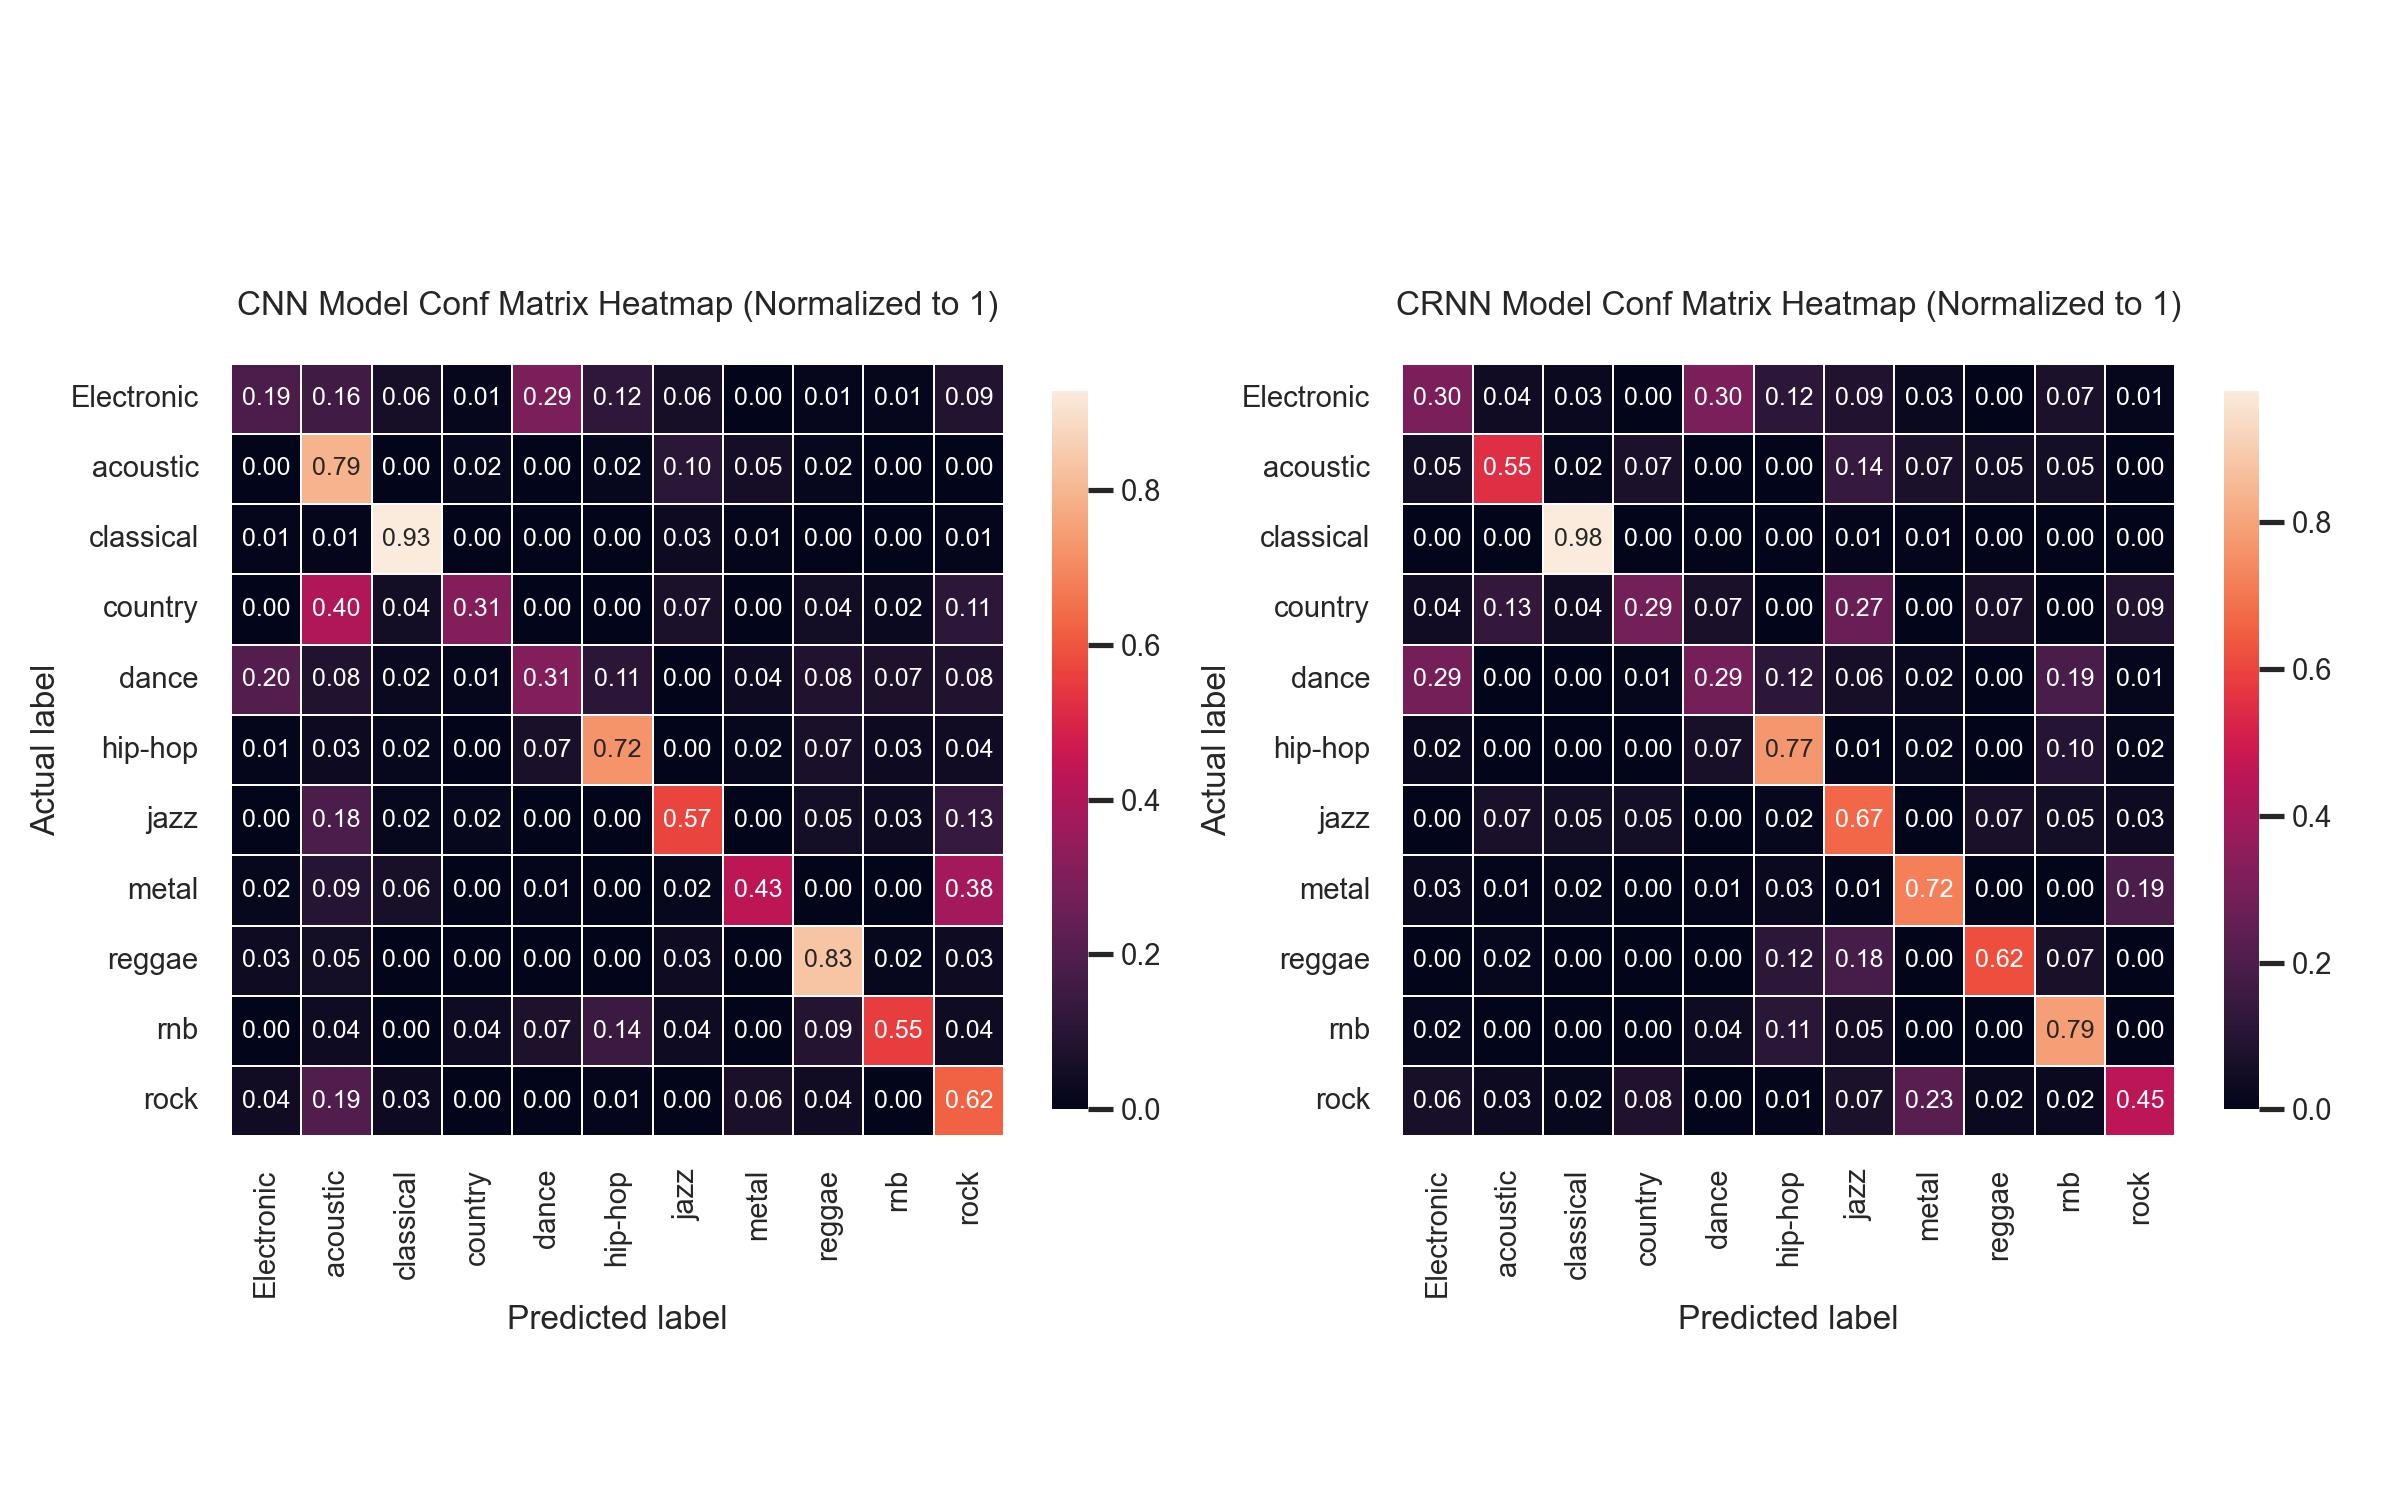 CNN Model Conf Matrix Heatmap (Normalized to 1)
Actual label
Electronic 0.19 0.16 0.06 0.01 0.29 0.12 0.06 0.00 0.01 0.01 0.09
acoustic 0.00 0.79 0.00 0.02 0.00 0.02 0.10 0.05 0.02 0.00 0.00
classical 0.01 0.01 0.93 0.00 0.00 0.00 0.03 0.01 0.00 0.00 0.01
country 0.00 0.40 0.04 0.31 0.00 0.00 0.07 0.00 0.04 0.02 0.11
dance 0.20 0.08 0.02 0.01 0.31 0.11 0.00 0.04 0.08 0.07 0.08
hip-hop 0.01 0.03 0.02 0.00 0.07 0.72 0.00 0.02 0.07 0.03 0.04
jazz 0.00 0.18 0.02 0.02 0.00 0.00 0.57 0.00 0.05 0.03 0.13
metal 0.02 0.09 0.06 0.00 0.01 0.00 0.02 0.43 0.00 0.00 0.38
reggae 0.03 0.05 0.00 0.00 0.00 0.00 0.03 0.00 0.83 0.02 0.03
rnb 0.00 0.04 0.00 0.04 0.07 0.14 0.04 0.00 0.09 0.55 0.04
rock 0.04 0.19 0.03 0.00 0.00 0.01 0.00 0.06 0.04 0.00 0.62
Electronic acoustic classical country dance hip-hop jazz metal reggae rnb rock
Predicted label
0.8
0.6
0.4
0.2
0.0
CRNN Model Conf Matrix Heatmap (Normalized to 1)
Actual label
Electronic 0.30 0.04 0.03 0.00 0.30 0.12 0.09 0.03 0.00 0.07 0.01
acoustic 0.05 0.55 0.02 0.07 0.00 0.00 0.14 0.07 0.05 0.05 0.00
classical 0.00 0.00 0.98 0.00 0.00 0.00 0.01 0.01 0.00 0.00 0.00
country 0.04 0.13 0.04 0.29 0.07 0.00 0.27 0.00 0.07 0.00 0.09
dance 0.29 0.00 0.00 0.01 0.29 0.12 0.06 0.02 0.00 0.19 0.01
hip-hop 0.02 0.00 0.00 0.00 0.07 0.77 0.01 0.02 0.00 0.10 0.02
jazz 0.00 0.07 0.05 0.05 0.00 0.02 0.67 0.00 0.07 0.05 0.03
metal 0.03 0.01 0.02 0.00 0.01 0.03 0.01 0.72 0.00 0.00 0.19
reggae 0.00 0.02 0.00 0.00 0.00 0.12 0.18 0.00 0.62 0.07 0.00
rnb 0.02 0.00 0.00 0.00 0.04 0.11 0.05 0.00 0.00 0.79 0.00
rock 0.06 0.03 0.02 0.08 0.00 0.01 0.07 0.23 0.02 0.02 0.45
Electronic acoustic classical country dance hip-hop jazz metal reggae rnb rock
Predicted label
0.8
0.6
0.4
0.2
0.0